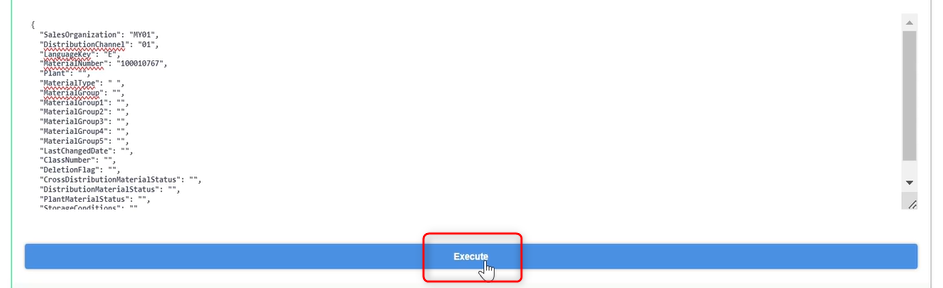 {
"SalesOrganization": "MY01",
"DistributionChannel": "01",
"LanguageKey": "E",
"MaterialNumber": "100010767",
"Plant": "",
"MaterialType": " ",
"MaterialGroup": "",
"MaterialGroup1": "",
"MaterialGroup2": "",
"MaterialGroup3": "",
"MaterialGroup4": "",
"MaterialGroup5": "",
"LastChangedDate": "",
"ClassNumber": "",
"DeletionFlag": "",
"CrossDistributionMaterialStatus": "",
"DistributionMaterialStatus": "",
"PlantMaterialStatus": "",
"StorageConditions": ""
Execute